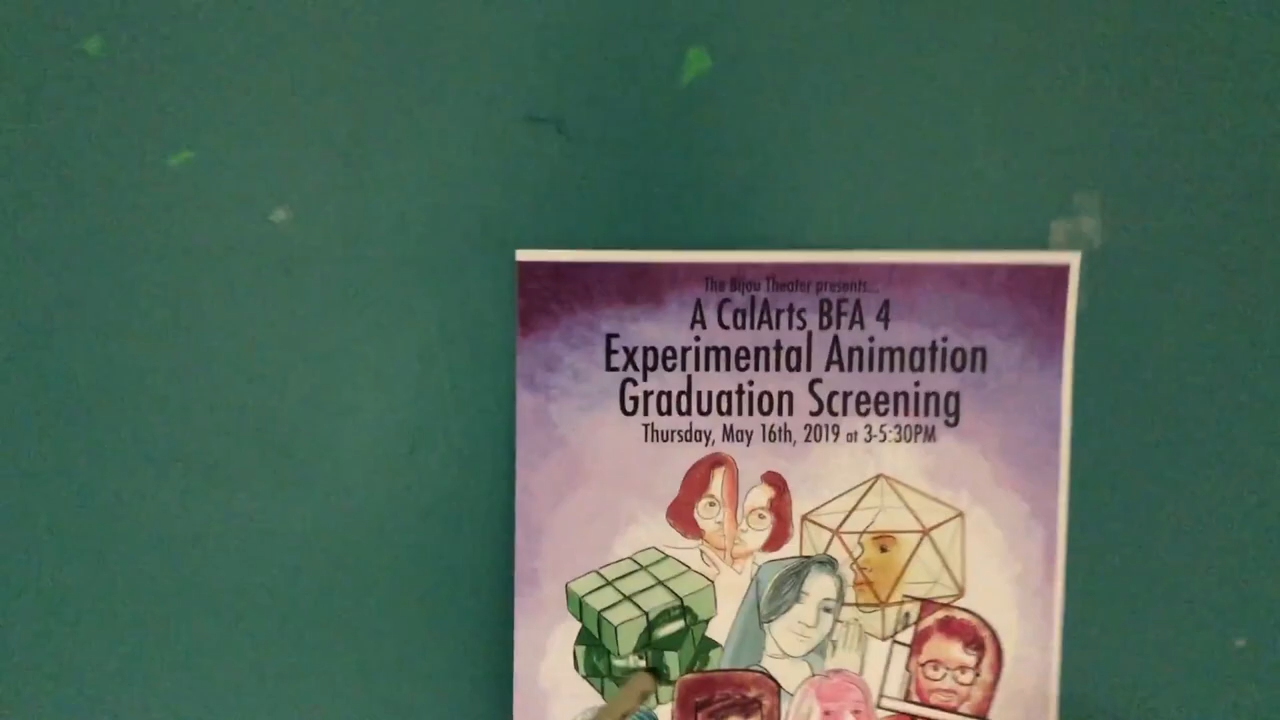 The Bijou Theater presents...
A CalArts BFA 4
Experimental Animation
Graduation Screening
Thursday, May 16th, 2019 at 3-5:30PM